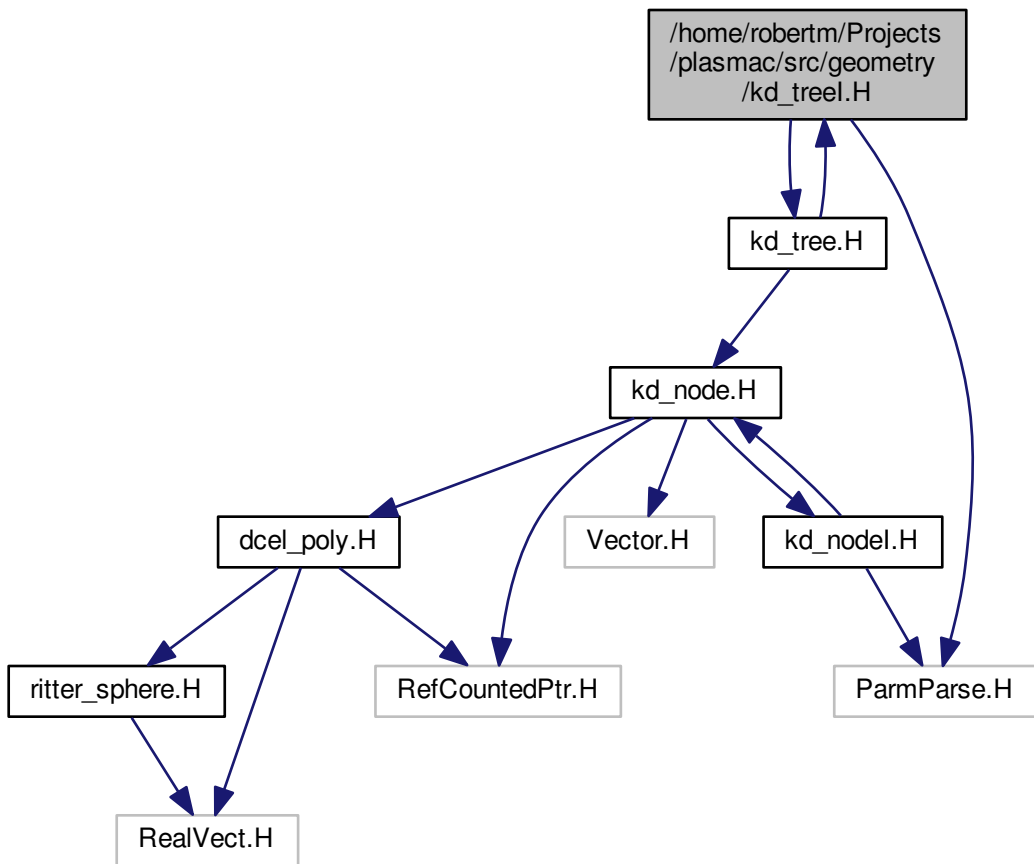 /home/robertm/Projects
/plasmac/src/geometry
/kd_treeI.H
kd_tree.H
kd_node.H
dcel_poly.H
Vector.H
kd_nodeI.H
ritter_sphere.H
RefCountedPtr.H
ParmParse.H
RealVect.H